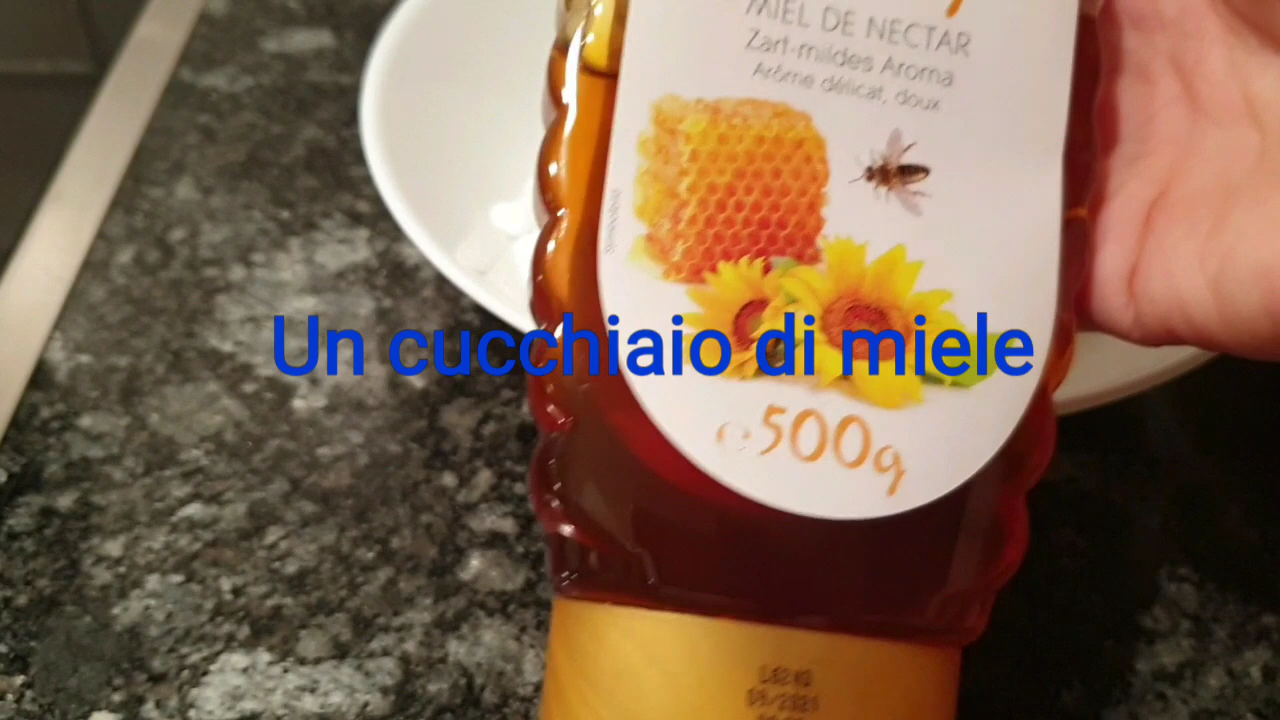 MIEL DE NECTAR
Zart-mildes Aroma
Arôme délicat, doux
Un cucchiaio di miele
℮500g